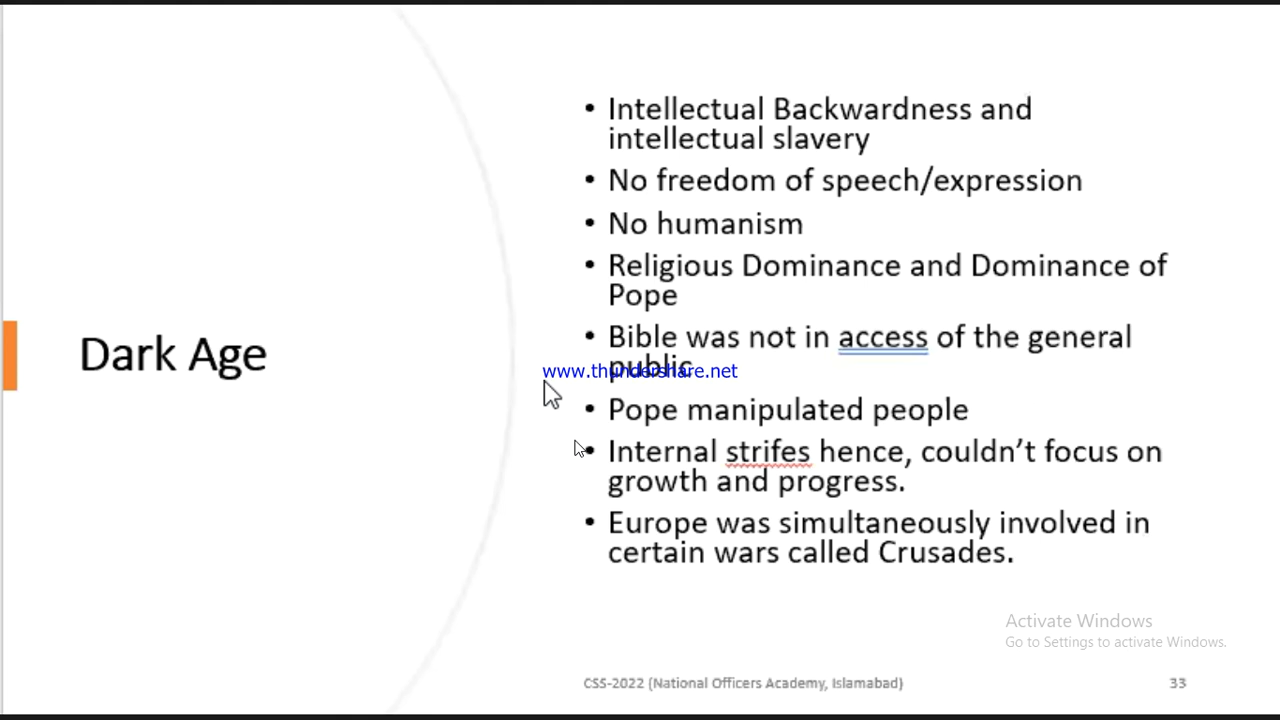 Dark Age
• Intellectual Backwardness and
intellectual slavery
• No freedom of speech/expression
• No humanism
• Religious Dominance and Dominance of
Pope
• Bible was not in access of the general
public
www.thundershare.net
• Pope manipulated people
• Internal strifes hence, couldn’t focus on
growth and progress.
• Europe was simultaneously involved in
certain wars called Crusades.
Activate Windows
Go to Settings to activate Windows.
CSS-2022 (National Officers Academy, Islamabad)
33